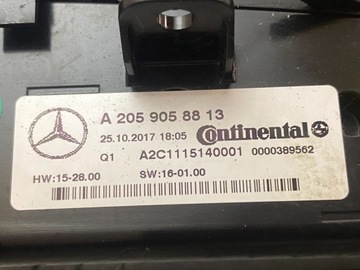 A 205 905 88 13
25.10.2017 18:05 Continental
Q1 A2C1115140001 0000389562
HW:15-28.00 SW:16-01.00